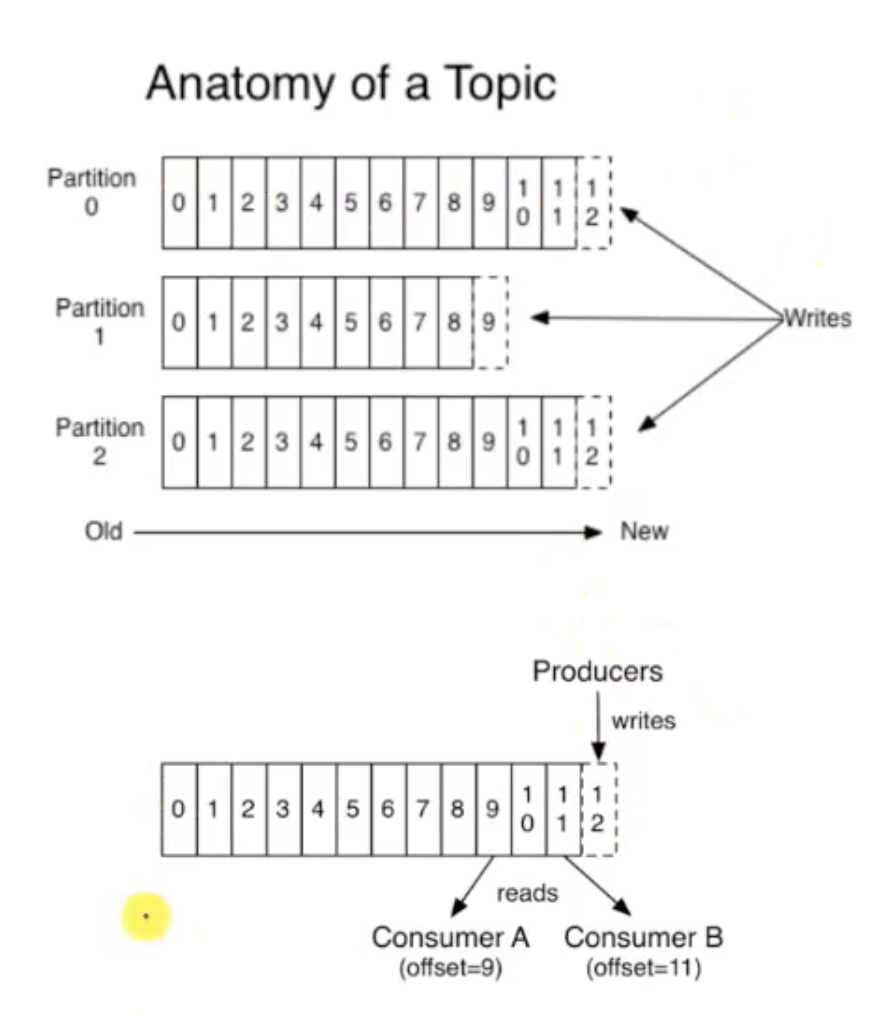 Anatomy of a Topic
Partition 0
0 1 2 3 4 5 6 7 8 9 10 11 12
Partition 1
0 1 2 3 4 5 6 7 8 9
Writes
Partition 2
0 1 2 3 4 5 6 7 8 9 10 11 12
Old New
Producers
writes
0 1 2 3 4 5 6 7 8 9 10 11 12
reads
Consumer A Consumer B
(offset=9) (offset=11)